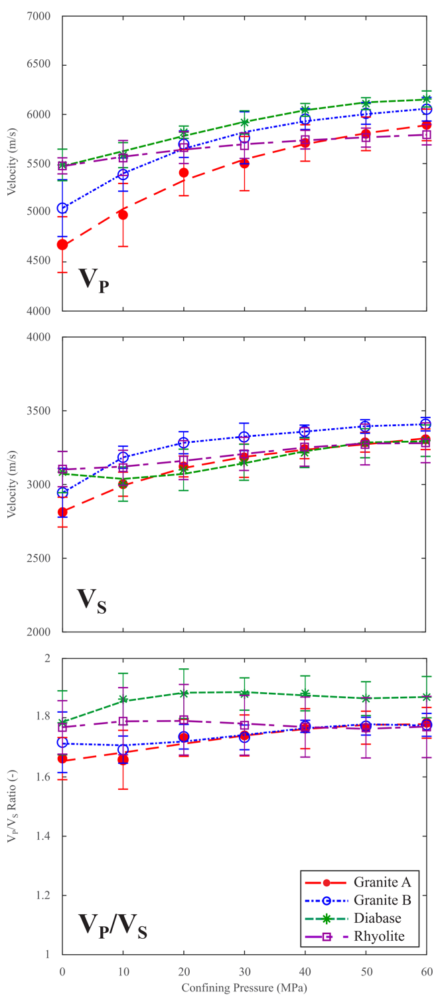 7000
6500
6000
5500
5000
4500
4000
Velocity (m/s)
VP
4000
3500
3000
2500
2000
Velocity (m/s)
VS
2
1.8
1.6
1.4
1.2
1
VP/VS Ratio (-)
VP/VS
Granite A
Granite B
Diabase
Rhyolite
0 10 20 30 40 50 60
Confining Pressure (MPa)